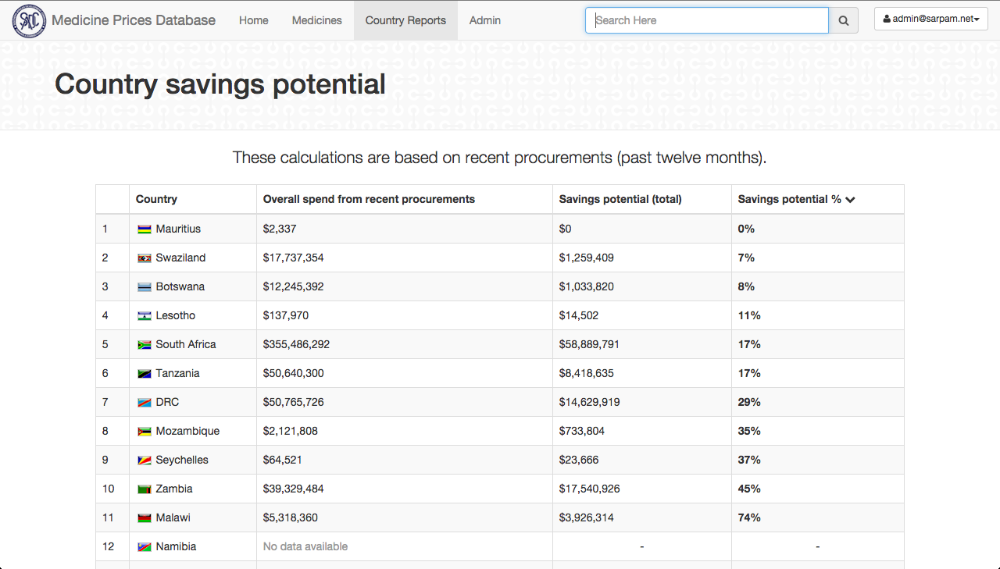 SADC Medicine Prices Database Home Medicines Country Reports Admin Search Here admin@sarpam.net
Country savings potential
These calculations are based on recent procurements (past twelve months).
Country Overall spend from recent procurements Savings potential (total) Savings potential %
1 Mauritius $2,337 $0 0%
2 Swaziland $17,737,354 $1,259,409 7%
3 Botswana $12,245,392 $1,033,820 8%
4 Lesotho $137,970 $14,502 11%
5 South Africa $355,486,292 $58,889,791 17%
6 Tanzania $50,640,300 $8,418,635 17%
7 DRC $50,765,726 $14,629,919 29%
8 Mozambique $2,121,808 $733,804 35%
9 Seychelles $64,521 $23,666 37%
10 Zambia $39,329,484 $17,540,926 45%
11 Malawi $5,318,360 $3,926,314 74%
12 Namibia No data available - -